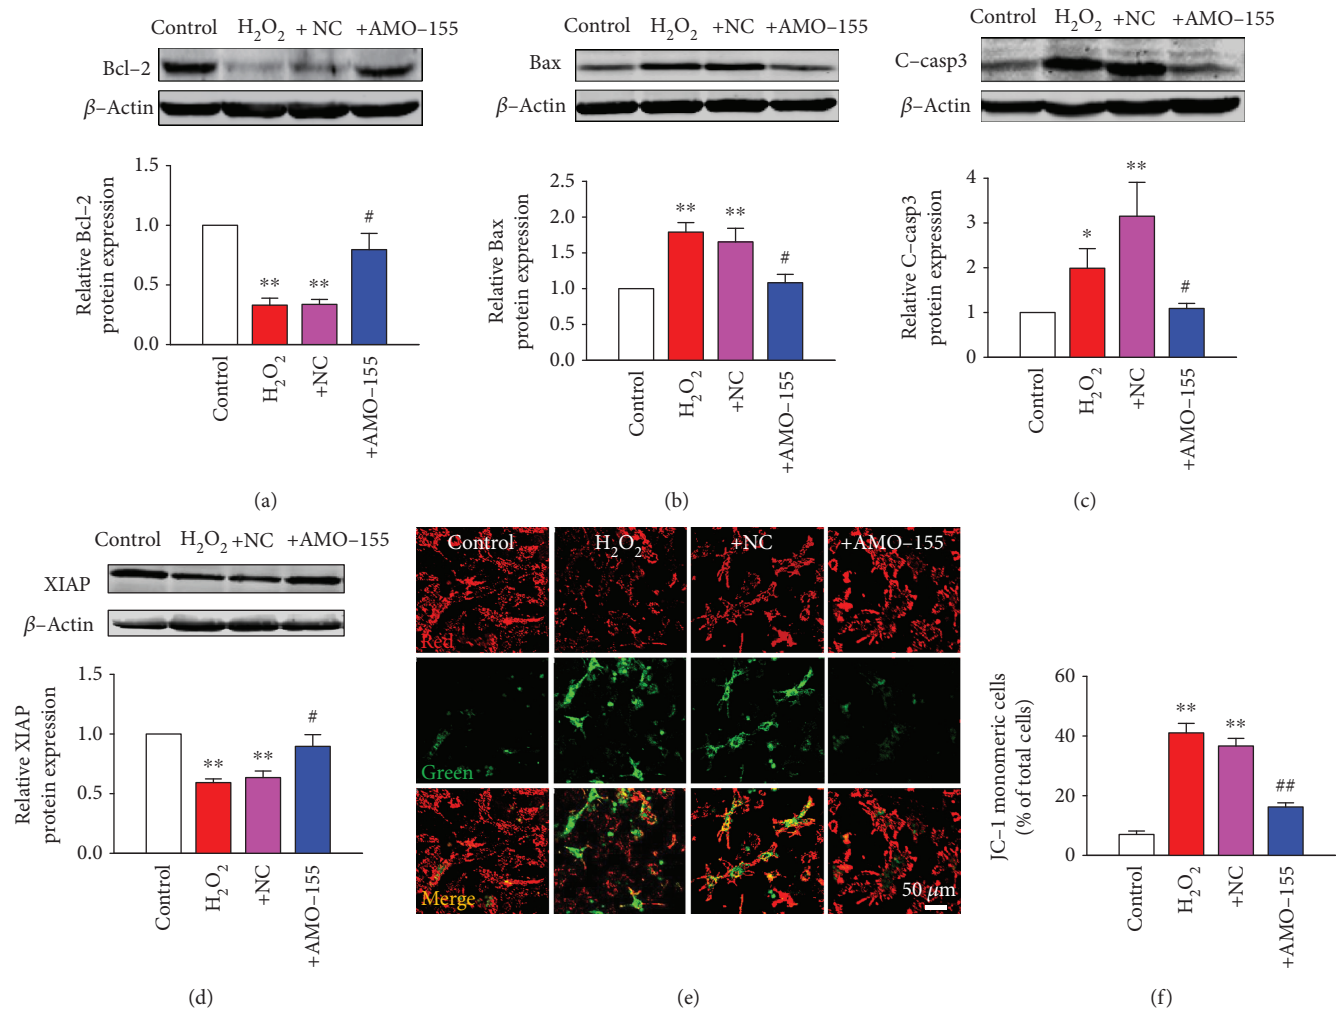 Control H₂O₂ + NC +AMO–155
Bcl–2
β–Actin
Relative Bcl–2
protein expression
1.5
1.0
0.5
0.0
** ** #
Control
H₂O₂
+NC
+AMO–155
(a)
Control H₂O₂ +NC +AMO–155
Bax
β–Actin
Relative Bax
protein expression
2.5
2.0
1.5
1.0
0.5
0.0
** ** #
Control
H₂O₂
+NC
+AMO–155
(b)
Control H₂O₂ +NC +AMO–155
C–casp3
β–Actin
Relative C–casp3
protein expression
4
3
2
1
0
* ** #
Control
H₂O₂
+NC
+AMO–155
(c)
Control H₂O₂ +NC +AMO–155
XIAP
β–Actin
Relative XIAP
protein expression
1.5
1.0
0.5
0.0
** ** #
Control
H₂O₂
+NC
+AMO–155
(d)
Control H₂O₂ +NC +AMO–155
Red
Green
Merge
50 μm
(e)
JC–1 monomeric cells
(% of total cells)
60
40
20
0
** ** ##
Control
H₂O₂
+NC
+AMO–155
(f)